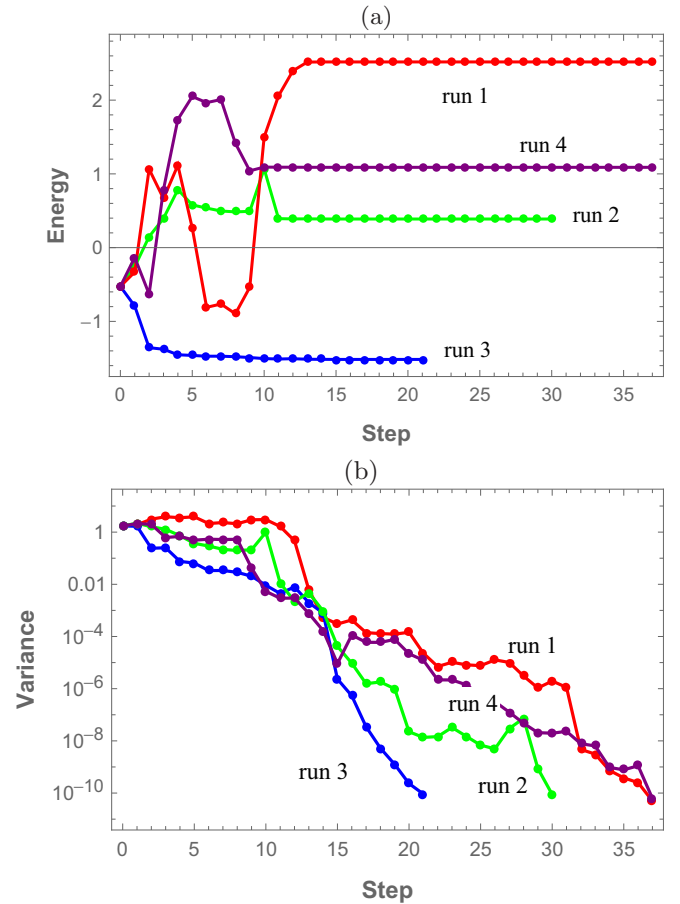 (a)
2
1
0
−1
Energy
run 1
run 4
run 2
run 3
0 5 10 15 20 25 30 35
Step
(b)
1
0.01
10⁻⁴
10⁻⁶
10⁻⁸
10⁻¹⁰
Variance
run 1
run 4
run 3
run 2
0 5 10 15 20 25 30 35
Step